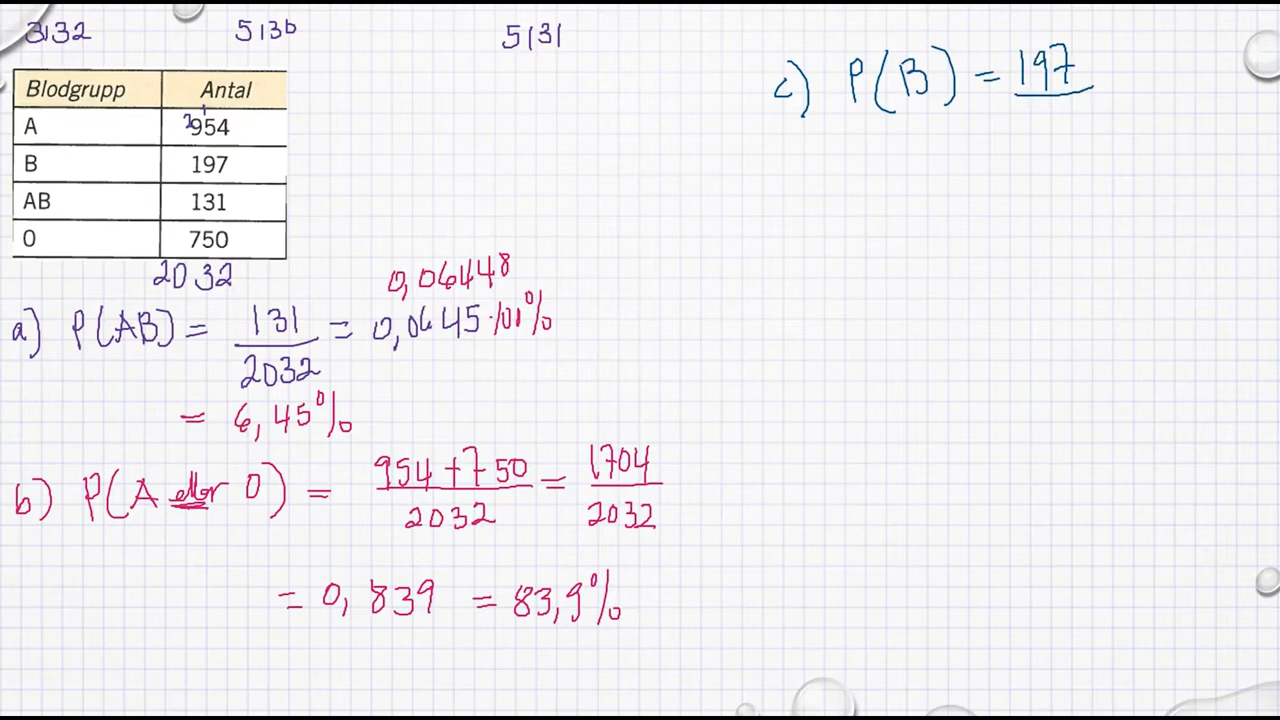 3132 513b 5131
Blodgrupp Antal
A 954
B 197
AB 131
0 750
2032
0,06448
a) P(AB) = 131/2032 = 0,0645·100%
= 6,45%
b) P(A eller 0) = 954+750/2032 = 1704/2032
= 0,839 = 83,9%
c) P(B) = 197